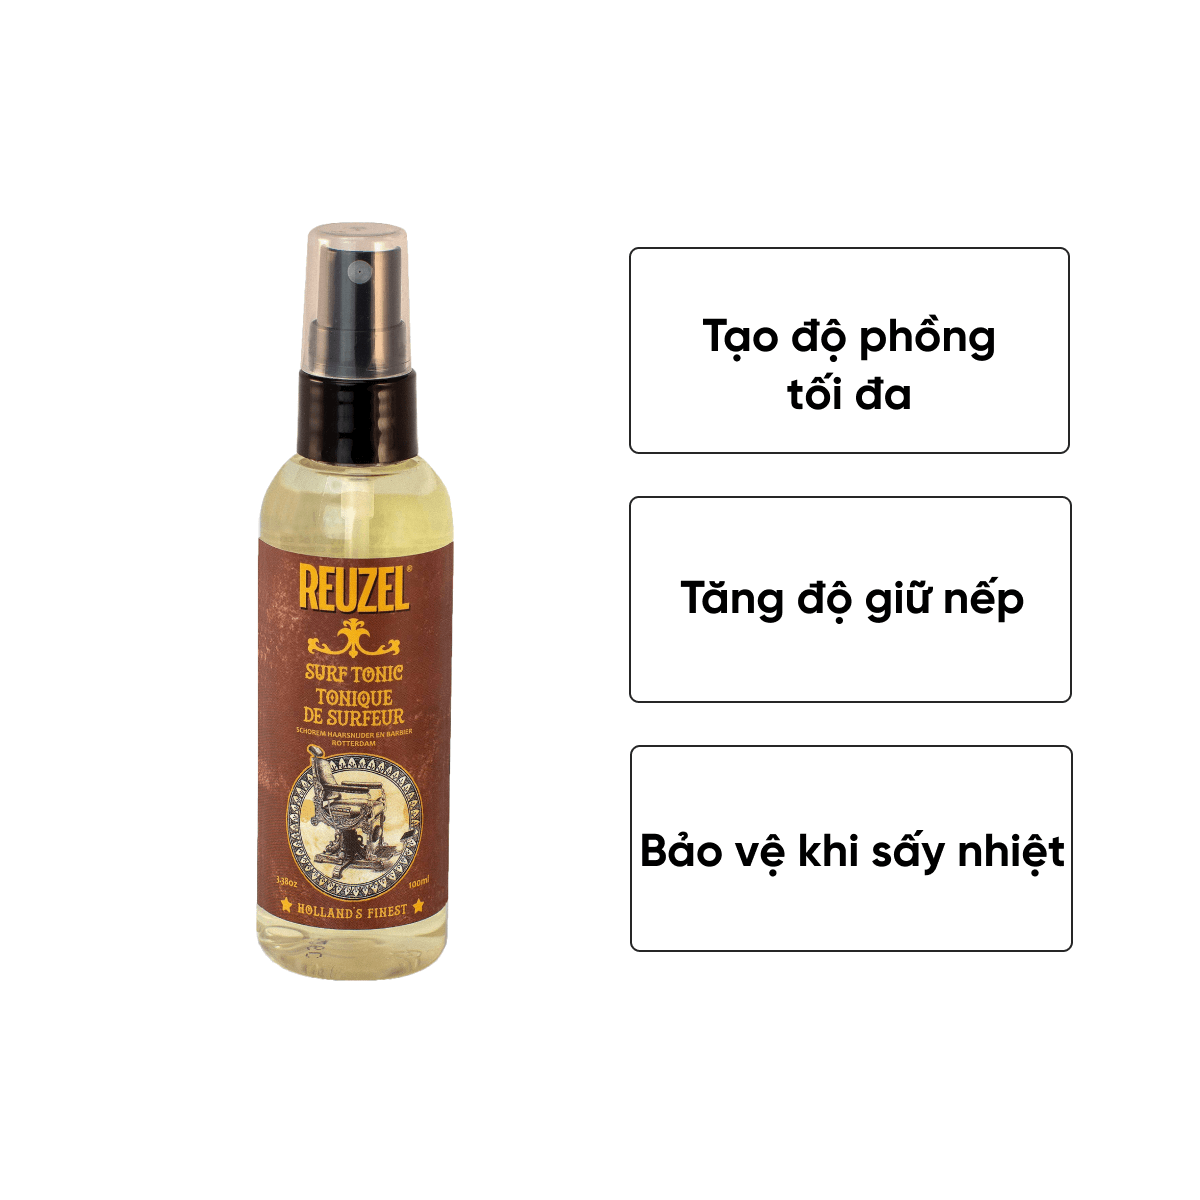 REUZEL®
SURF TONIC
TONIQUE
DE SURFEUR
SCHOREM HAARSNIJDER EN BARBIER
ROTTERDAM
3.38oz 100ml
HOLLAND'S FINEST
Tạo độ phồng
tối đa
Tăng độ giữ nếp
Bảo vệ khi sấy nhiệt